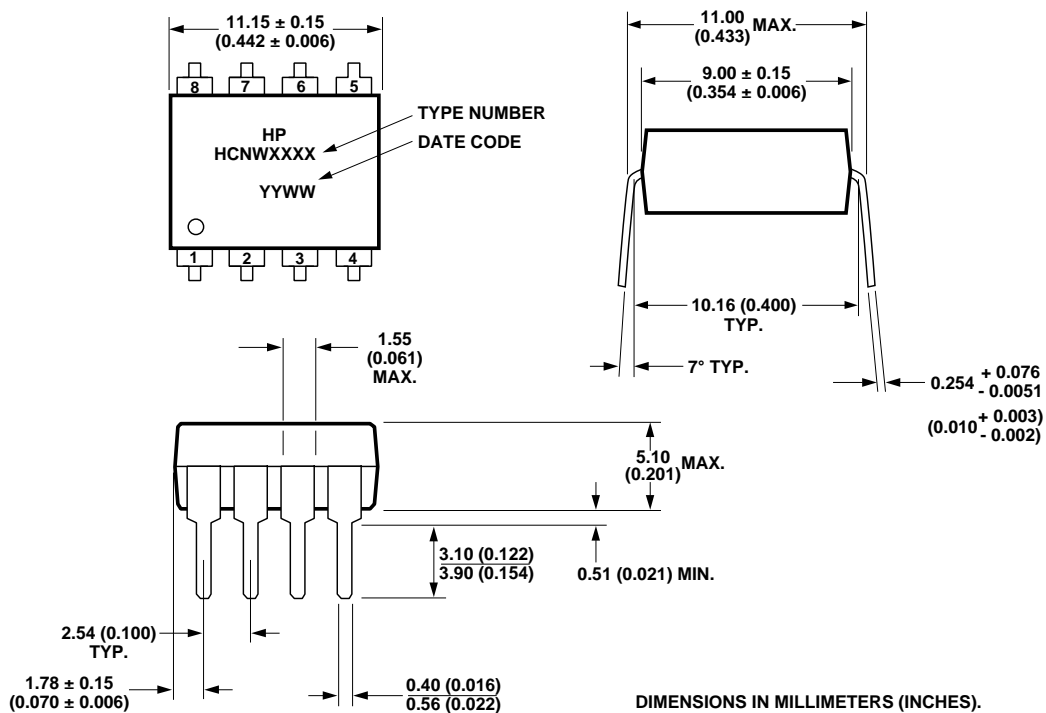 11.15 ± 0.15
(0.442 ± 0.006)
8 7 6 5
HP
HCNWXXXX
YYWW
TYPE NUMBER
DATE CODE
1 2 3 4
11.00
(0.433) MAX.
9.00 ± 0.15
(0.354 ± 0.006)
10.16 (0.400)
TYP.
7° TYP.
0.254 + 0.076
- 0.0051
(0.010 + 0.003)
- 0.002)
1.55
(0.061)
MAX.
5.10
(0.201) MAX.
3.10 (0.122)
3.90 (0.154)
0.51 (0.021) MIN.
2.54 (0.100)
TYP.
1.78 ± 0.15
(0.070 ± 0.006)
0.40 (0.016)
0.56 (0.022)
DIMENSIONS IN MILLIMETERS (INCHES).